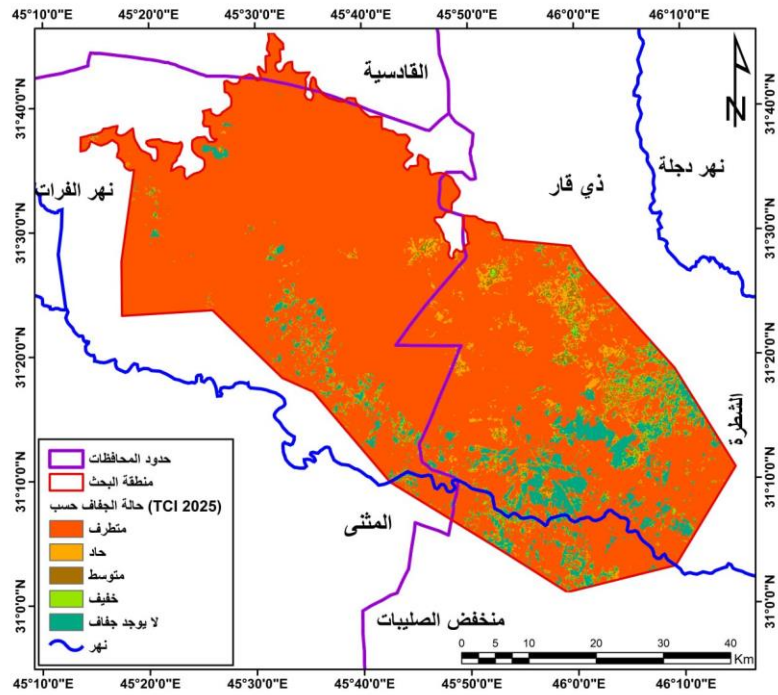 45°10'0"N 45°20'0"N 45°30'0"N 45°40'0"N 45°50'0"N 46°0'0"N 46°10'0"N
31°40'0"N
31°30'0"N
31°20'0"N
31°10'0"N
31°0'0"N
القادسية
N
نهر دجلة
ذي قار
نهر الفرات
الشطرة
المثنى
منخفض الصليبات
حدود المحافظات
منطقة البحث
حالة الجفاف حسب (TCI 2025)
متطرف
حاد
متوسط
خفيف
لا يوجد جفاف
نهر
0 5 10 20 30 40
Km
31°40'0"N
31°30'0"N
31°20'0"N
31°10'0"N
31°0'0"N
45°10'0"N 45°20'0"N 45°30'0"N 45°40'0"N 45°50'0"N 46°0'0"N 46°10'0"N